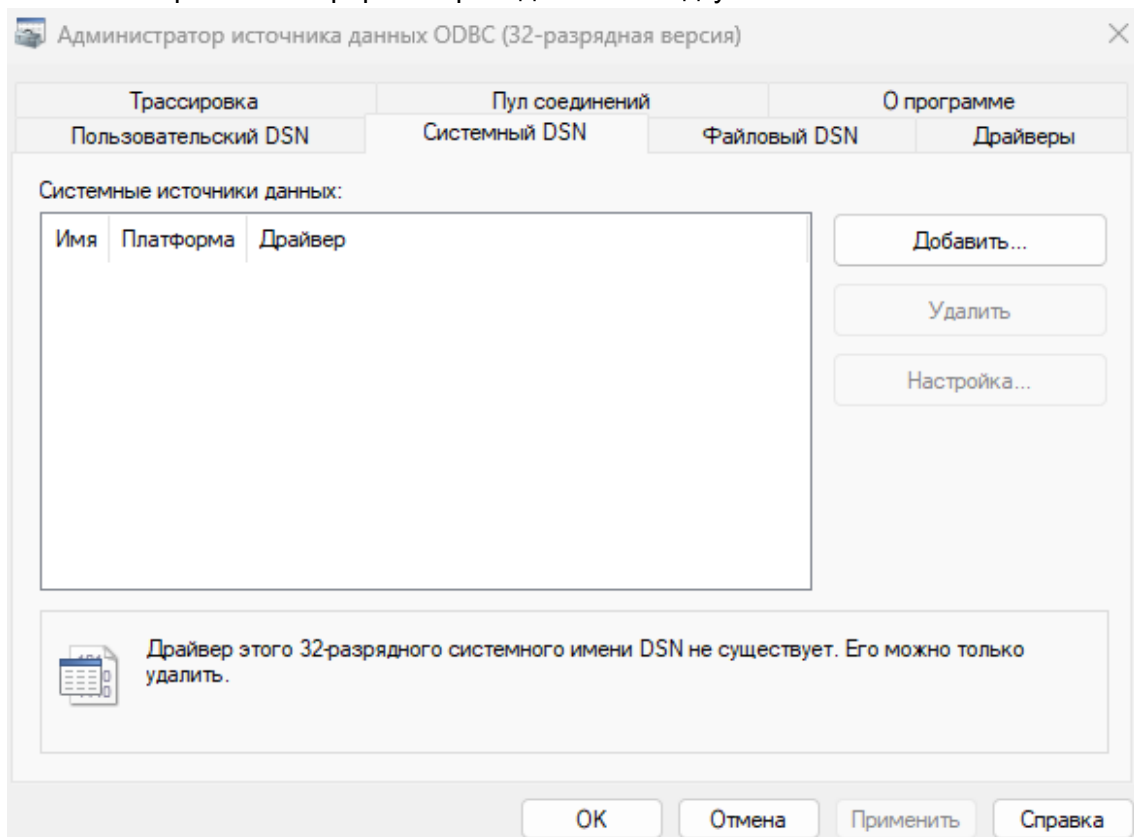 Администратор источника данных ODBC (32-разрядная версия)
Трассировка Пул соединений О программе
Пользовательский DSN Системный DSN Файловый DSN Драйверы
Системные источники данных:
Имя Платформа Драйвер
Добавить...
Удалить
Настройка...
Драйвер этого 32-разрядного системного имени DSN не существует. Его можно только
удалить.
ОК Отмена Применить Справка